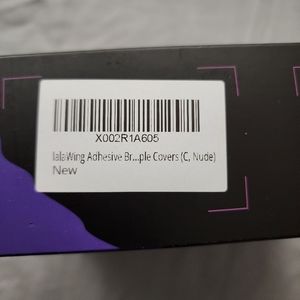 X002R1A605
lalaWing Adhesive Br...ple Covers (C, Nude)
New